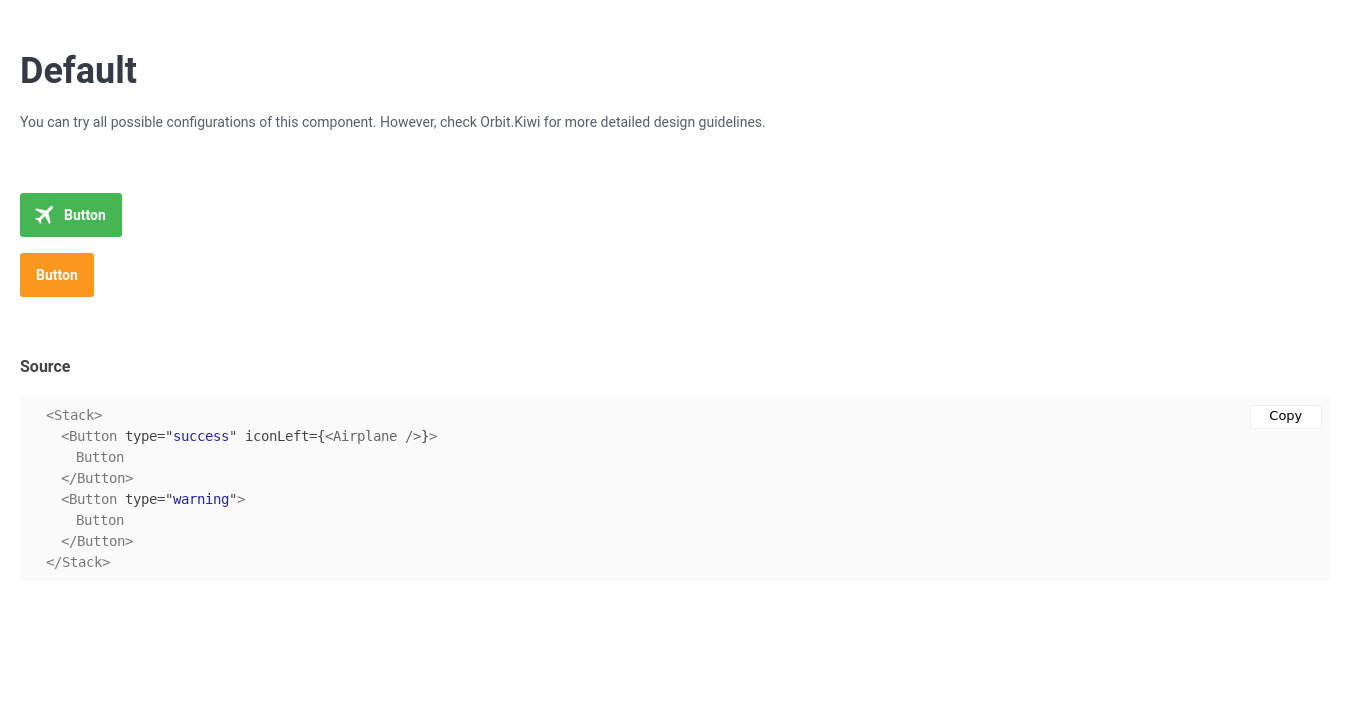 Default
You can try all possible configurations of this component. However, check Orbit.Kiwi for more detailed design guidelines.
Button
Button
Source
Copy
<Stack>
<Button type="success" iconLeft={<Airplane />}>
Button
</Button>
<Button type="warning">
Button
</Button>
</Stack>